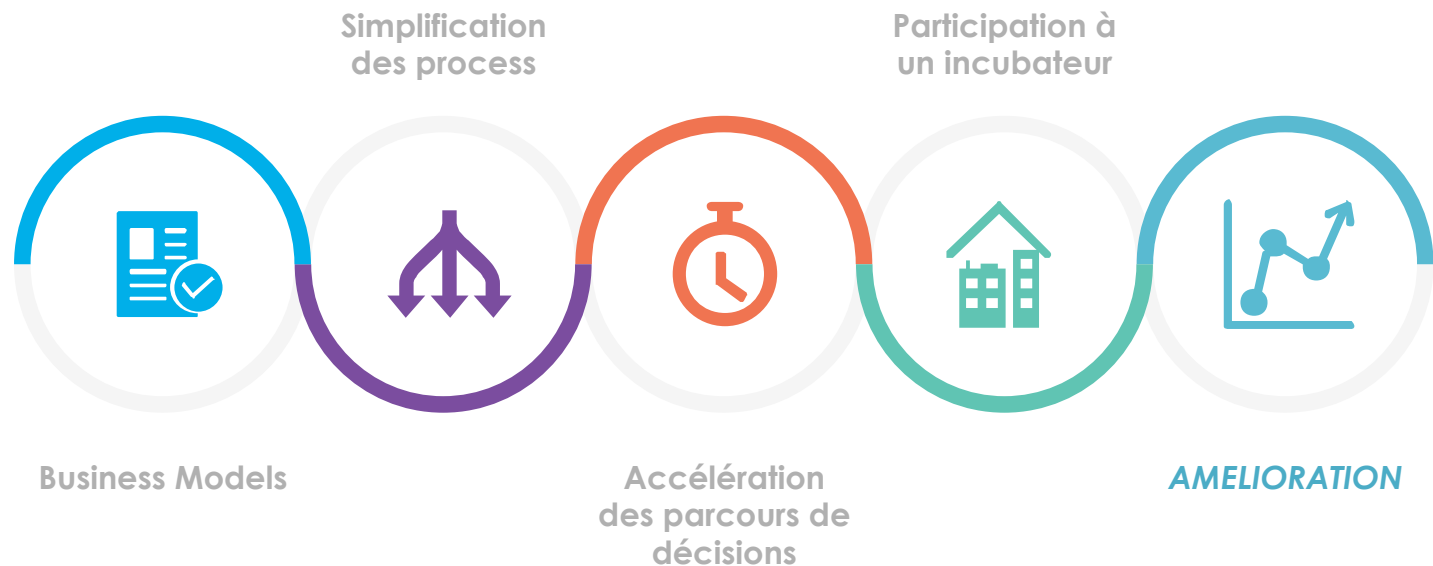 Simplification
des process
Participation à
un incubateur
Business Models
Accélération
des parcours de
décisions
AMELIORATION